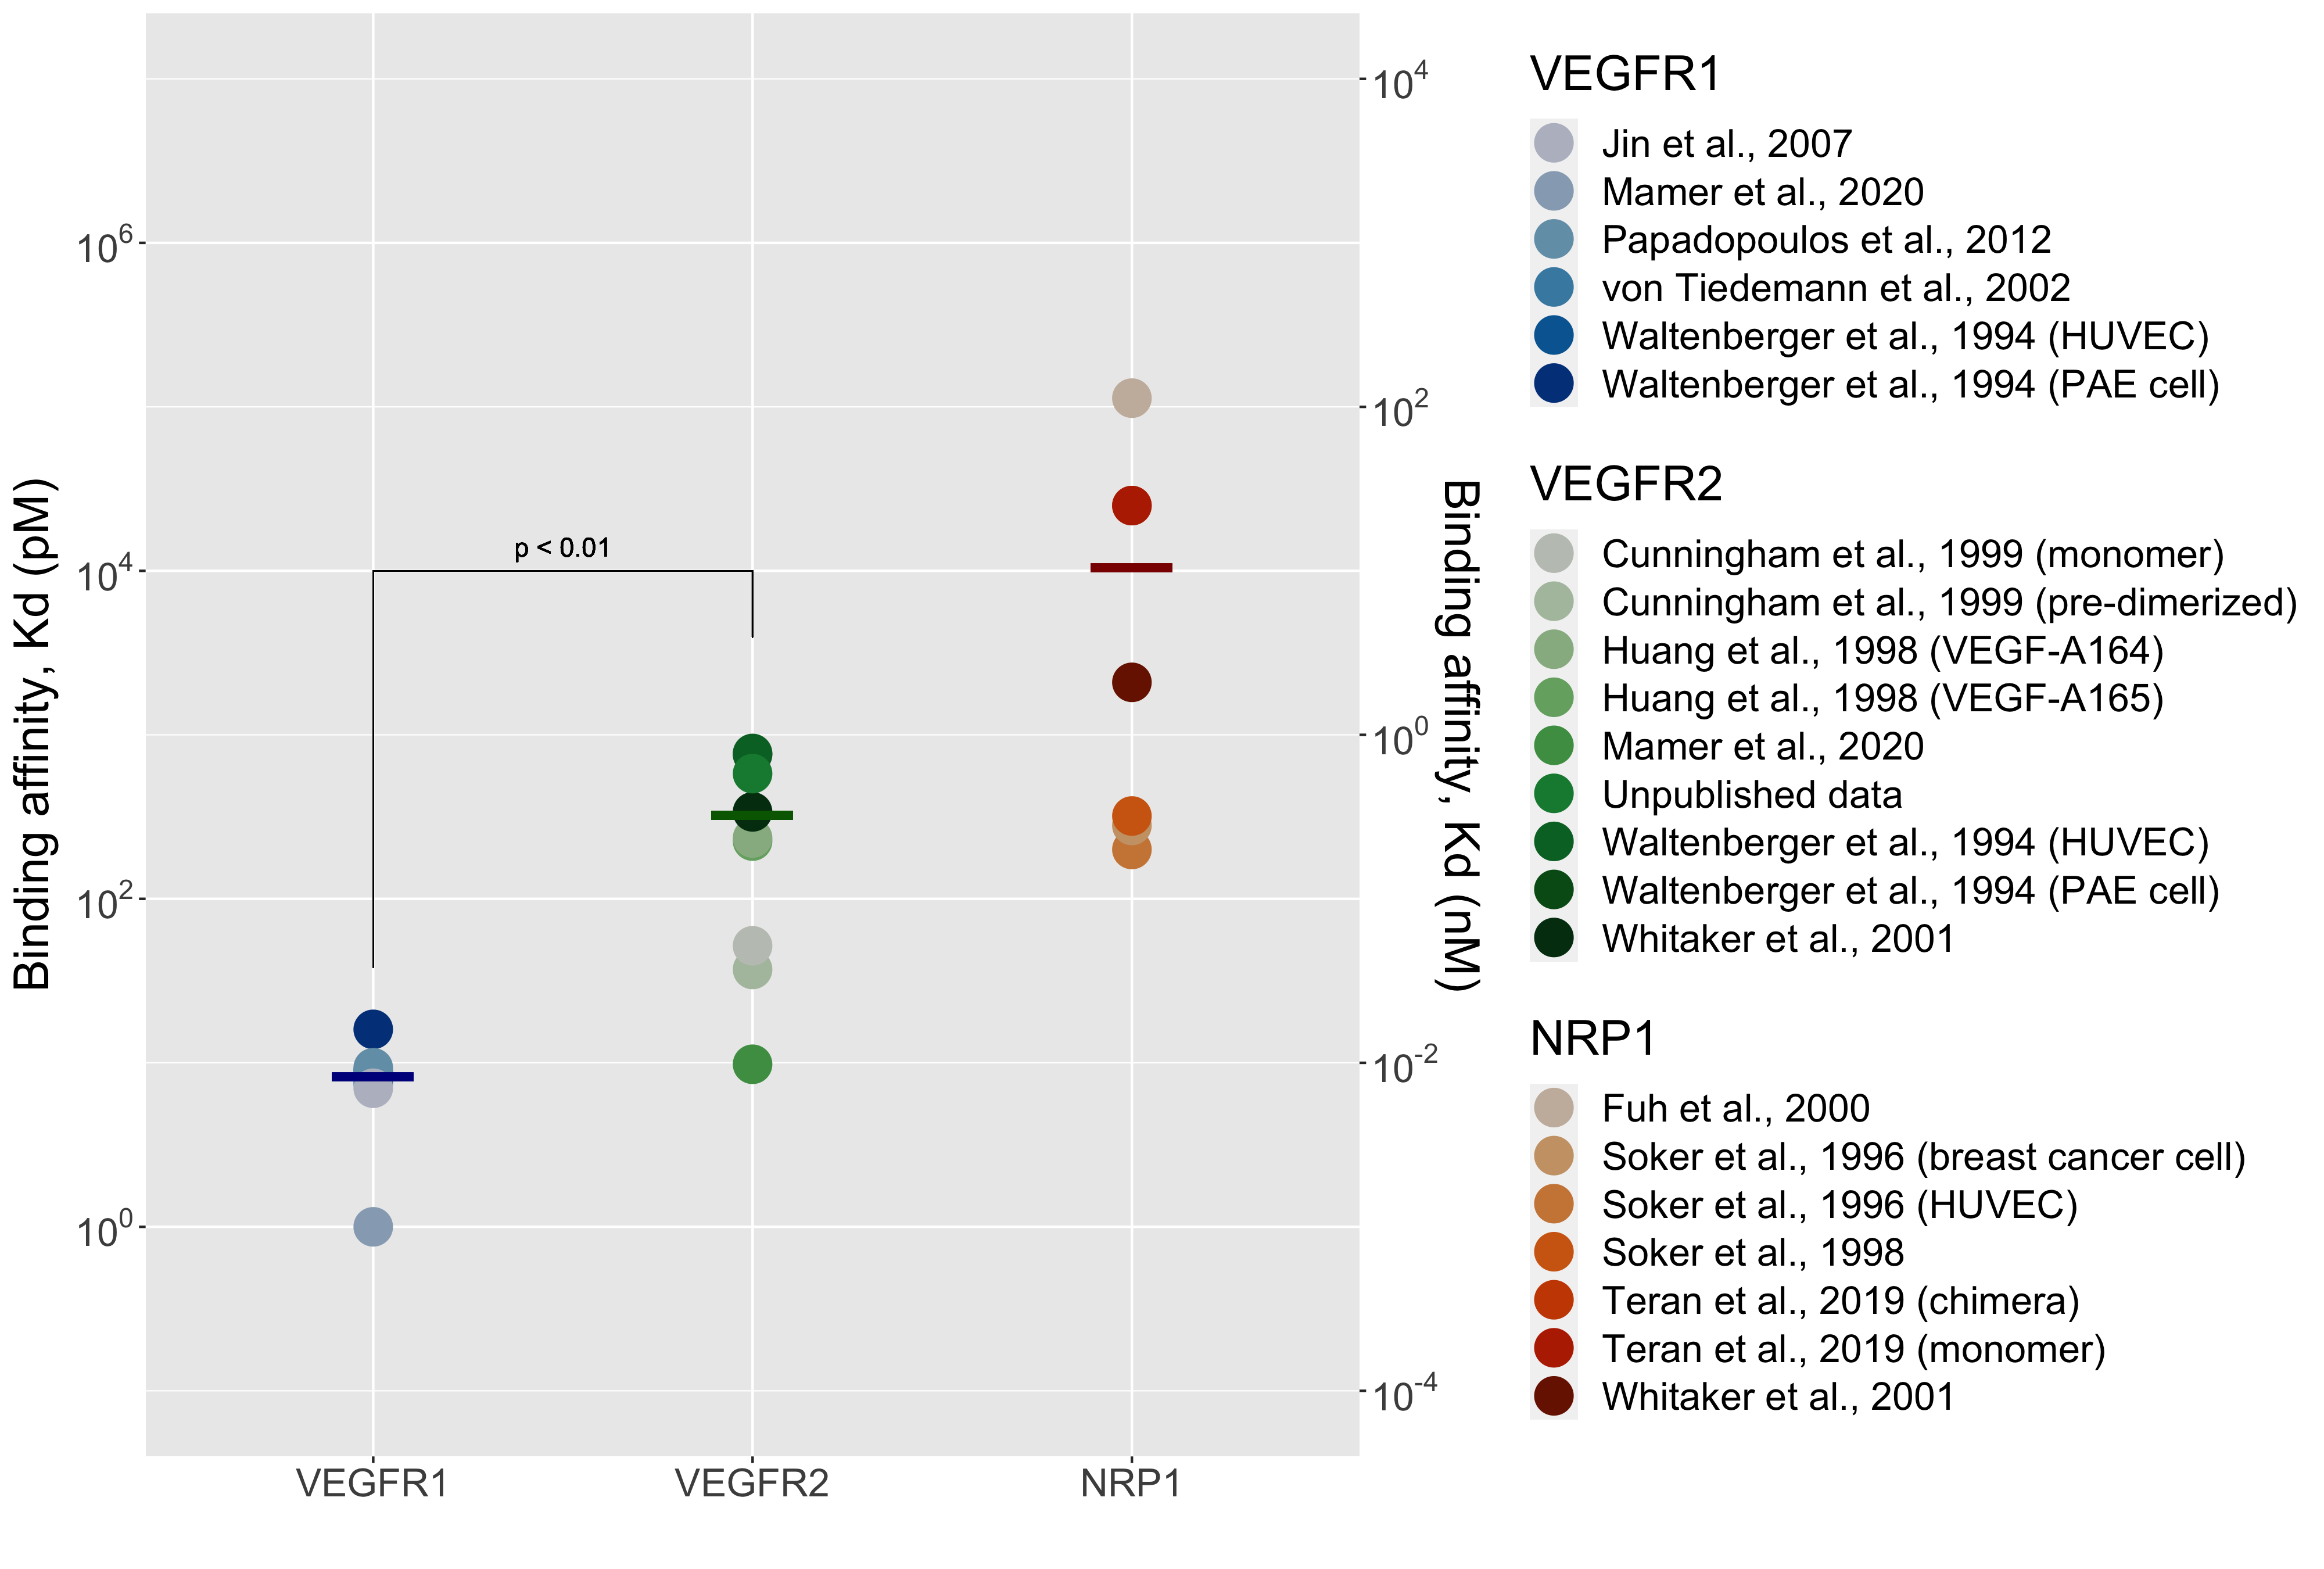 Binding affinity, Kd (pM)
10^6
10^4
10^2
10^0
p < 0.01
VEGFR1
VEGFR2
NRP1
10^4
10^2
10^0
10^-2
10^-4
Binding affinity, Kd (nM)
VEGFR1
Jin et al., 2007
Mamer et al., 2020
Papadopoulos et al., 2012
von Tiedemann et al., 2002
Waltenberger et al., 1994 (HUVEC)
Waltenberger et al., 1994 (PAE cell)
VEGFR2
Cunningham et al., 1999 (monomer)
Cunningham et al., 1999 (pre-dimerized)
Huang et al., 1998 (VEGF-A164)
Huang et al., 1998 (VEGF-A165)
Mamer et al., 2020
Unpublished data
Waltenberger et al., 1994 (HUVEC)
Waltenberger et al., 1994 (PAE cell)
Whitaker et al., 2001
NRP1
Fuh et al., 2000
Soker et al., 1996 (breast cancer cell)
Soker et al., 1996 (HUVEC)
Soker et al., 1998
Teran et al., 2019 (chimera)
Teran et al., 2019 (monomer)
Whitaker et al., 2001